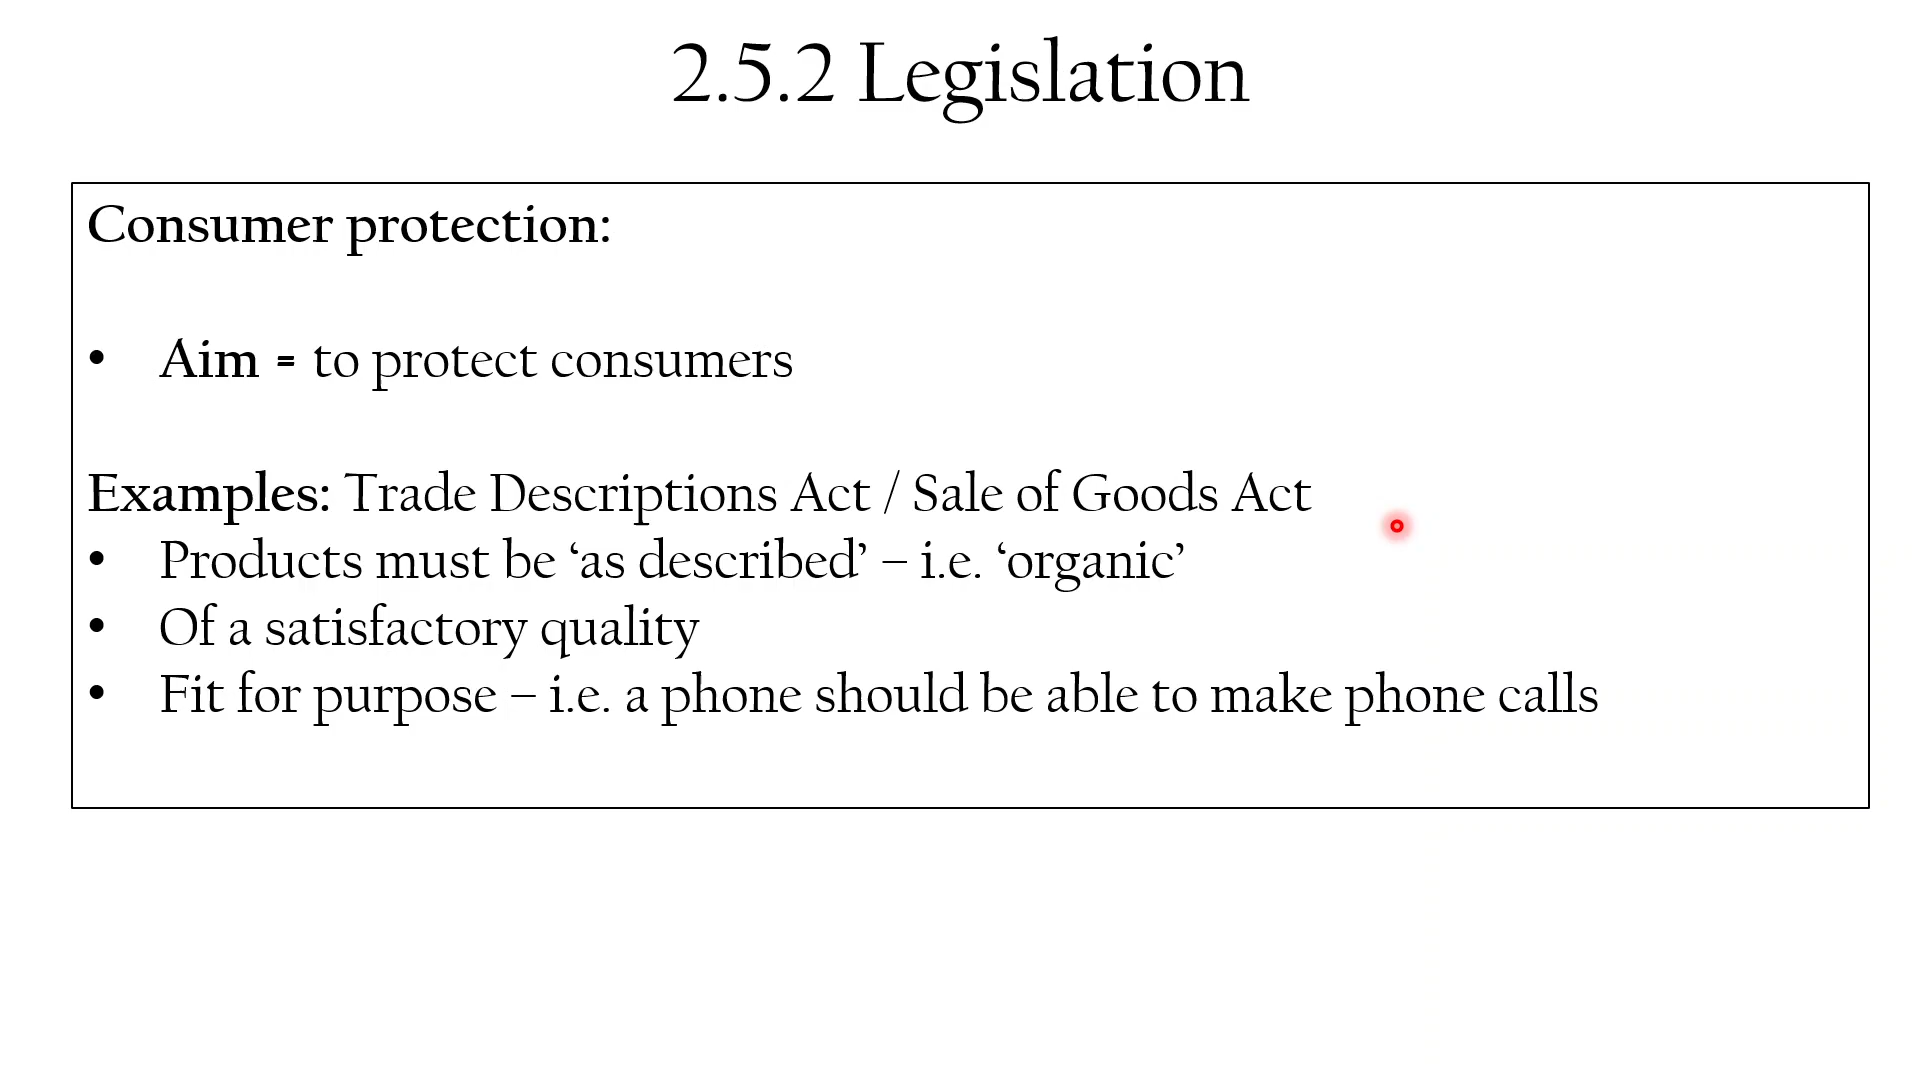 2.5.2 Legislation
Consumer protection:
• Aim = to protect consumers
Examples: Trade Descriptions Act / Sale of Goods Act
• Products must be ‘as described’ – i.e. ‘organic’
• Of a satisfactory quality
• Fit for purpose – i.e. a phone should be able to make phone calls